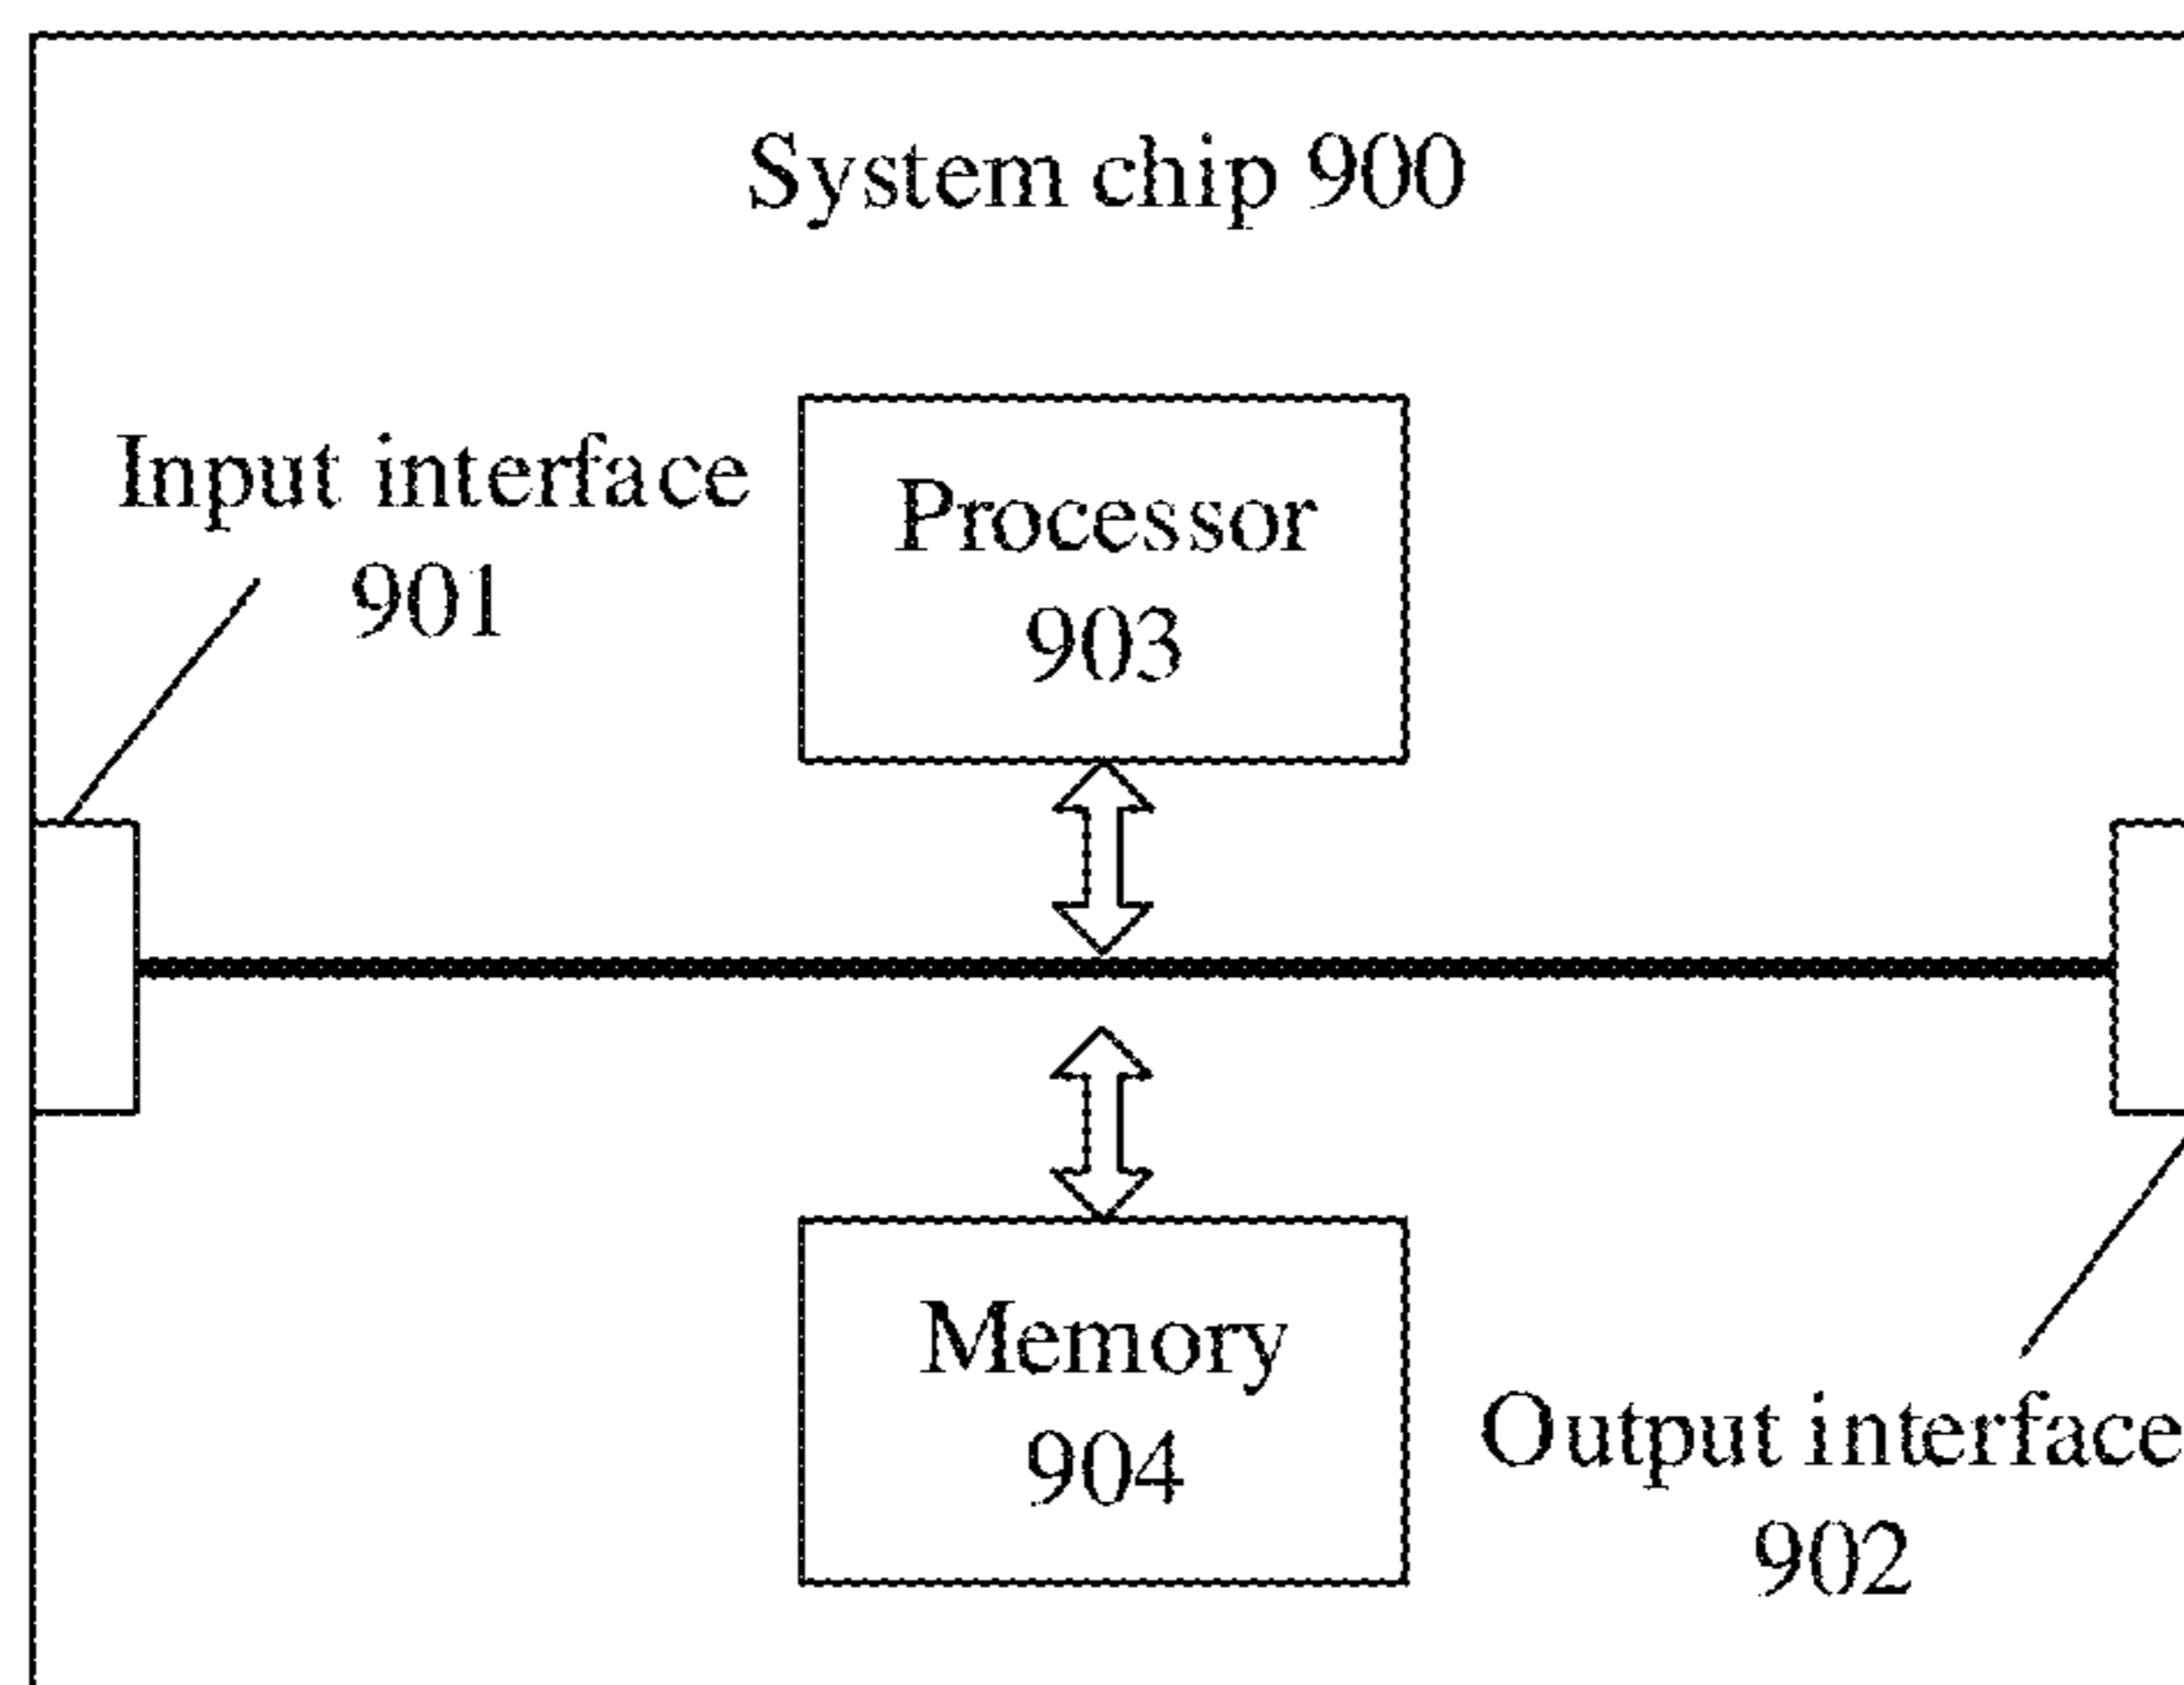 System chip 900
Input interface
901
Processor
903
Memory
904
Output interface
902